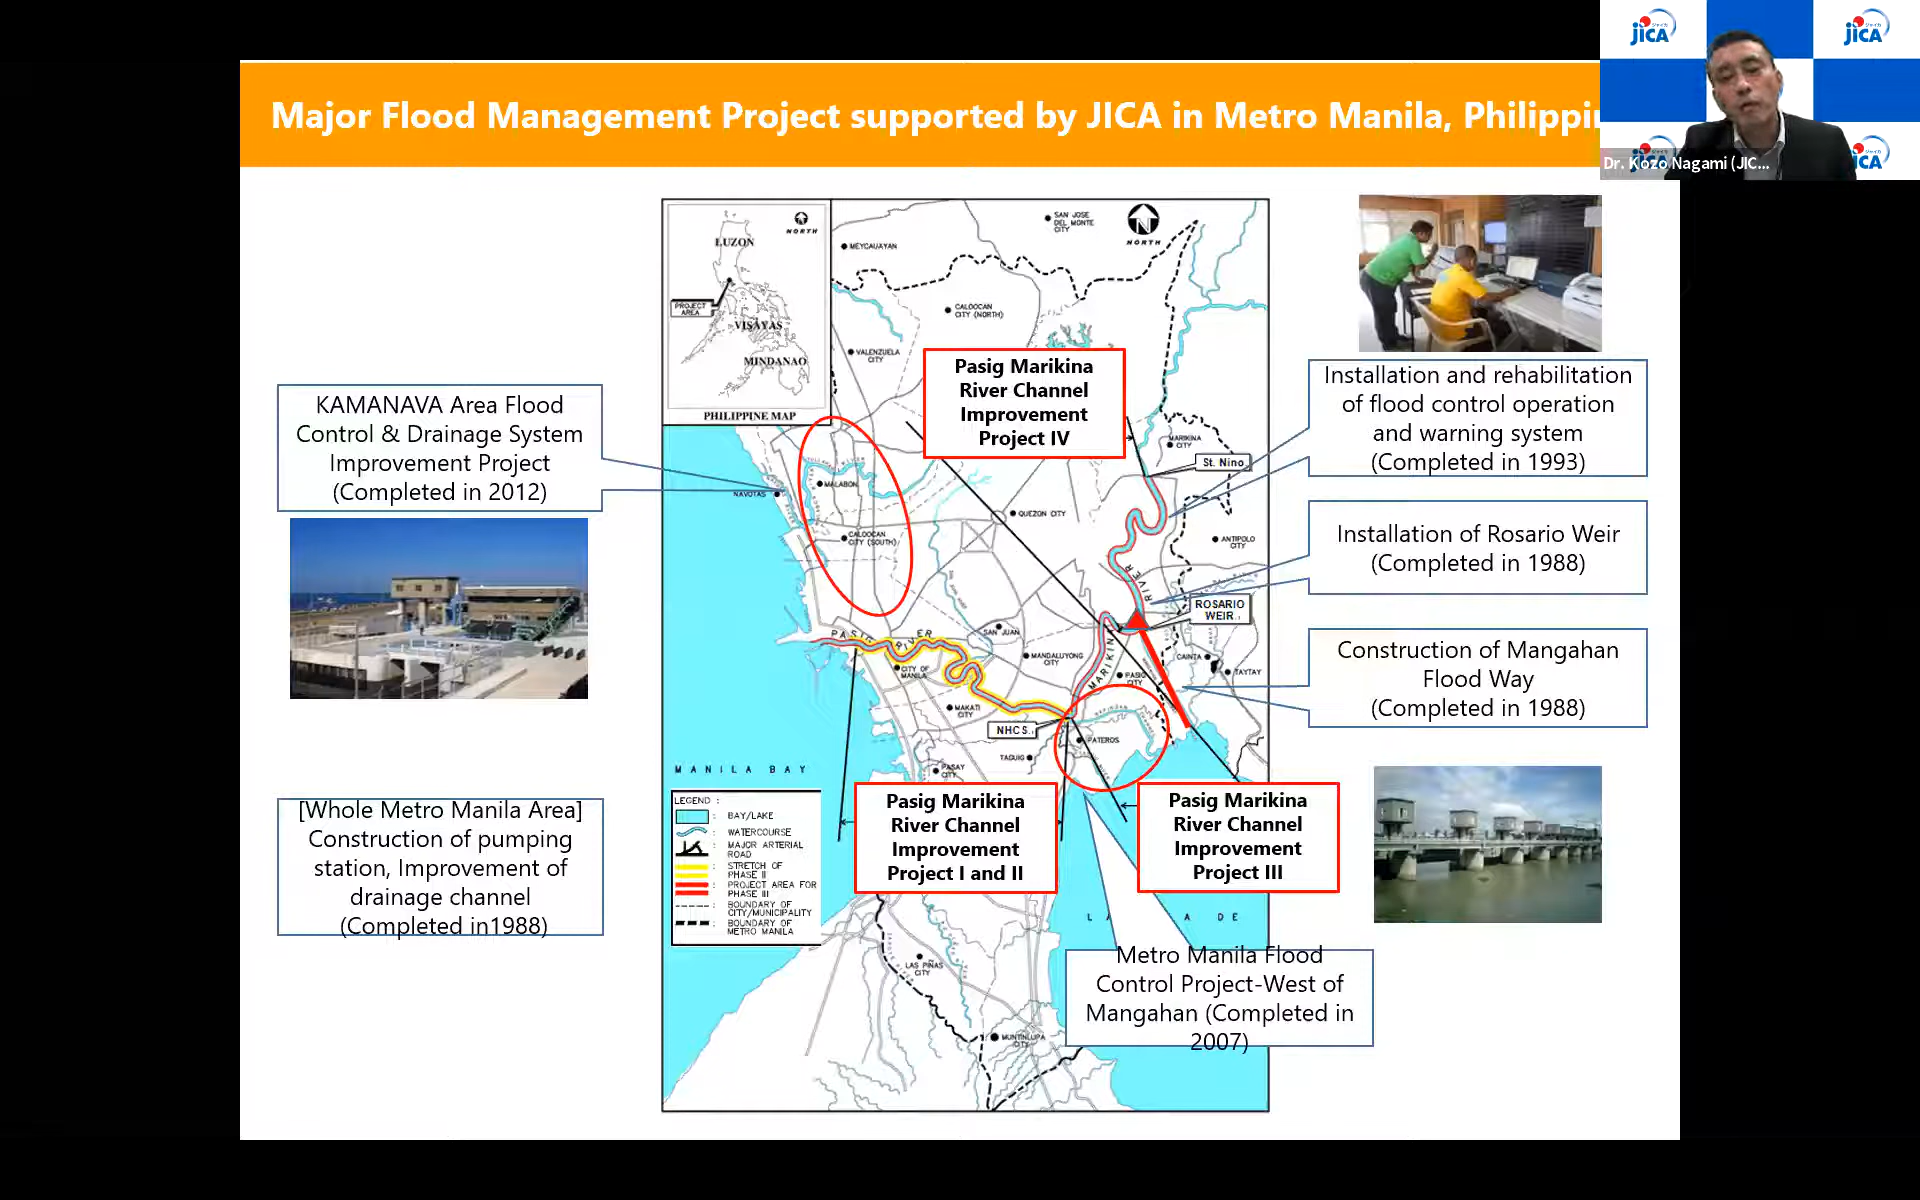 Major Flood Management Project supported by JICA in Metro Manila, Philippin
JICA
JICA
Dr. Kozo Nagami (JIC...
NORTH
LUZON
PROJECT
AREA
VISAYAS
MINDANAO
PHILIPPINE MAP
SAN JOSE
DEL MONTE
CITY
NORTH
MEYCAUAYAN
CALOOCAN
CITY (NORTH)
VALENZUELA
CITY
Pasig Marikina
River Channel
Improvement
Project IV
Installation and rehabilitation
of flood control operation
and warning system
(Completed in 1993)
KAMANAVA Area Flood
Control & Drainage System
Improvement Project
(Completed in 2012)
MARIKINA
CITY
St. Nino
NAVOTAS
MALABON
QUEZON CITY
CALOOCAN
CITY (SOUTH)
ANTIPOLO
CITY
Installation of Rosario Weir
(Completed in 1988)
RIVER
ROSARIO
WEIR
PASIG RIVER
SAN JUAN
MANDALUYONG
CITY
CITY OF
MANILA
MARIKINA
PASIG
CITY
CAINTA
TAYTAY
Construction of Mangahan
Flood Way
(Completed in 1988)
MAKATI
CITY
NHCS
PATEROS
TAGUIG
PASAY
CITY
MANILA BAY
[Whole Metro Manila Area]
Construction of pumping
station, Improvement of
drainage channel
(Completed in1988)
LEGEND :
: BAY/LAKE
: WATERCOURSE
: MAJOR ARTERIAL
ROAD
: STRETCH OF
PHASE II
: PROJECT AREA FOR
PHASE III
: BOUNDARY OF
CITY/MUNICIPALITY
: BOUNDARY OF
METRO MANILA
Pasig Marikina
River Channel
Improvement
Project I and II
Pasig Marikina
River Channel
Improvement
Project III
L A DE
LAS PIÑAS
CITY
Metro Manila Flood
Control Project-West of
Mangahan (Completed in
2007)
MUNTINLUPA
CITY